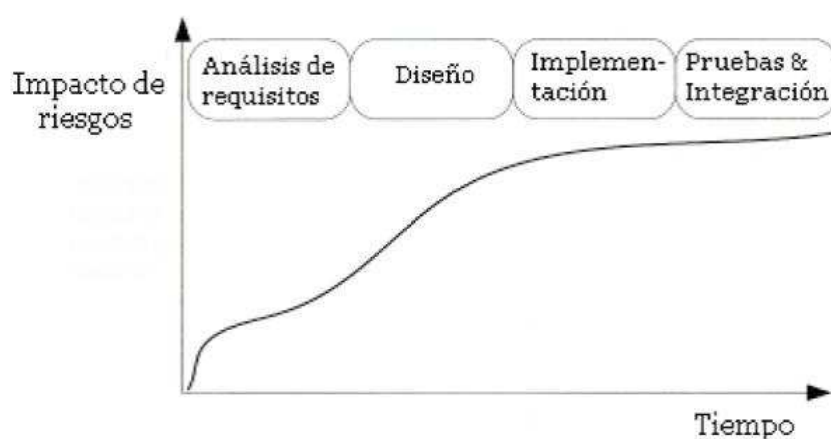 Impacto de
riesgos
Análisis de
requisitos
Diseño
Implemen-
tación
Pruebas &
Integración
Tiempo